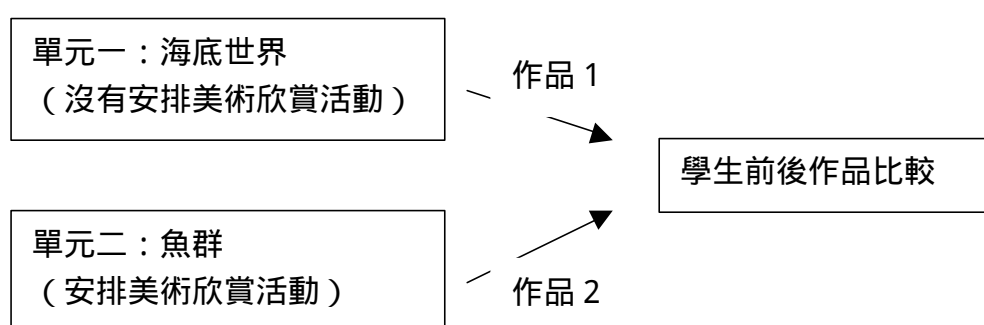 單元一：海底世界
（沒有安排美術欣賞活動）
作品 1
學生前後作品比較
單元二：魚群
（安排美術欣賞活動）
作品 2